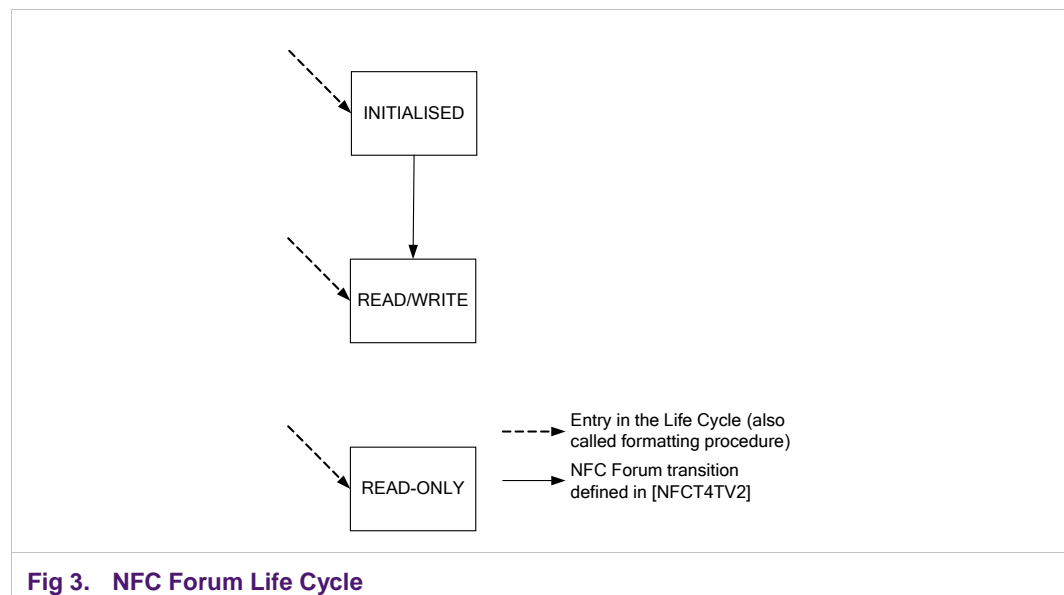 INITIALISED
READ/WRITE
READ-ONLY
Entry in the Life Cycle (also
called formatting procedure)
NFC Forum transition
defined in [NFCT4TV2]
Fig 3. NFC Forum Life Cycle